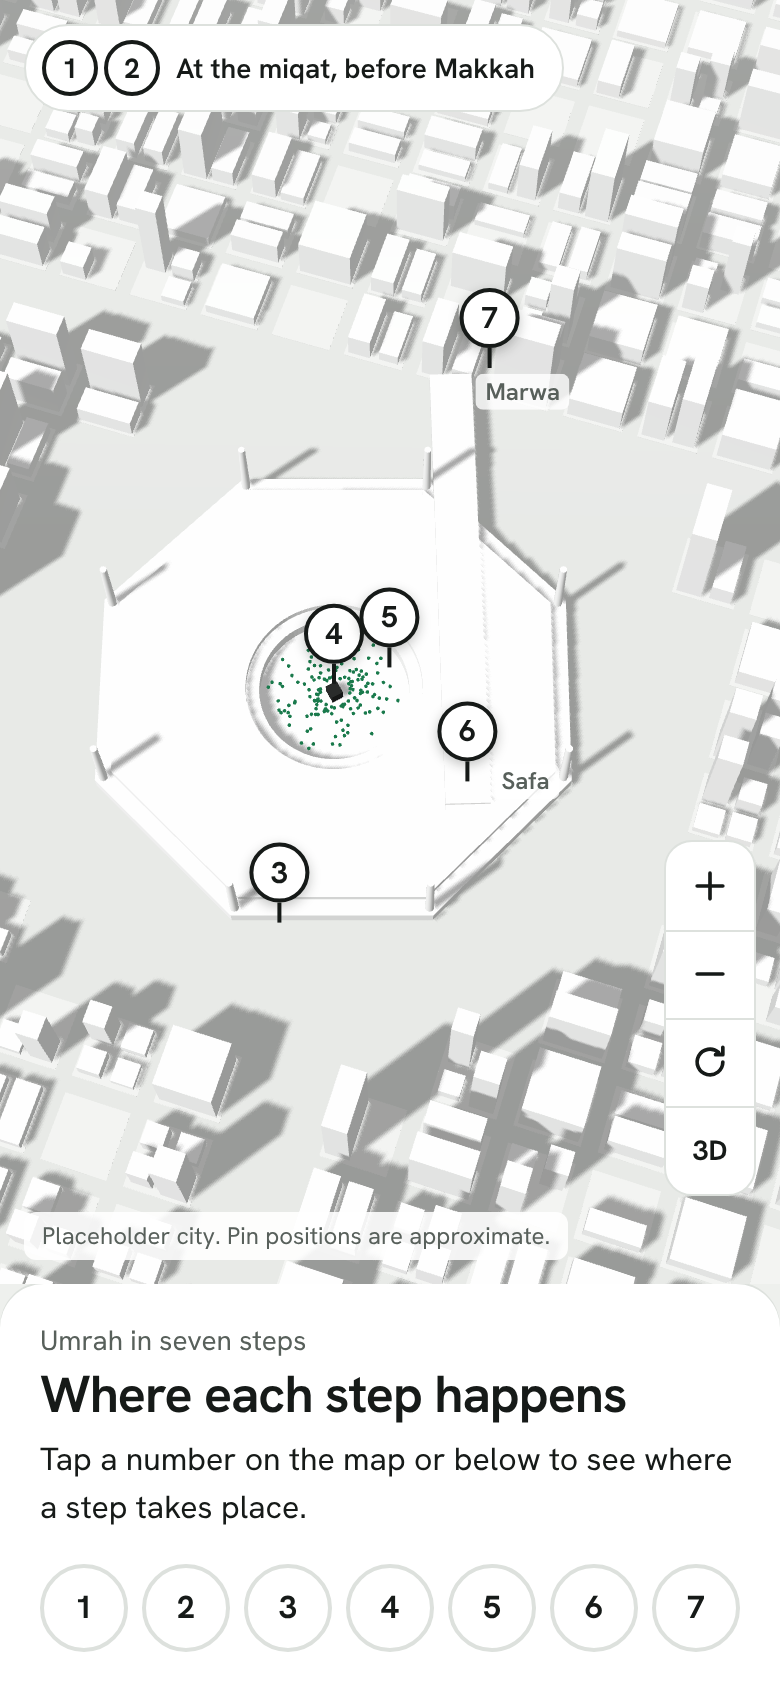 1 2 At the miqat, before Makkah
7
Marwa
5
4
6
Safa
3
3D
Placeholder city. Pin positions are approximate.
Umrah in seven steps
Where each step happens
Tap a number on the map or below to see where
a step takes place.
1 2 3 4 5 6 7